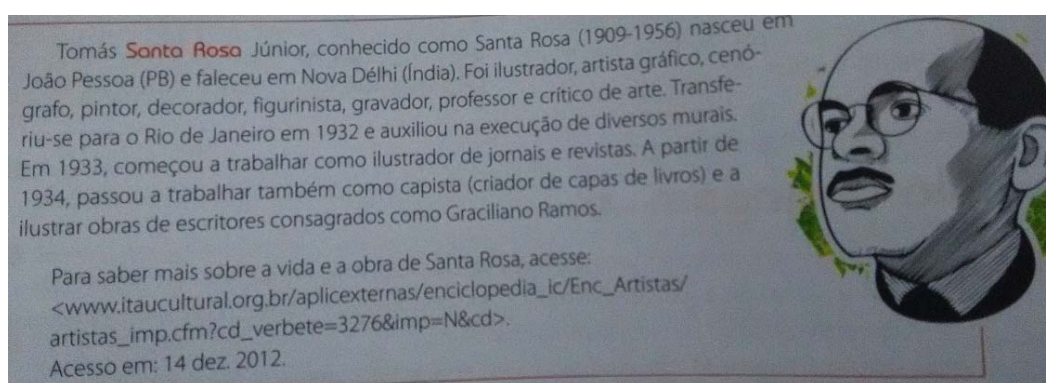 Tomás Santa Rosa Júnior, conhecido como Santa Rosa (1909-1956) nasceu em
João Pessoa (PB) e faleceu em Nova Délhi (Índia). Foi ilustrador, artista gráfico, cenó-
grafo, pintor, decorador, figurinista, gravador, professor e crítico de arte. Transfe-
riu-se para o Rio de Janeiro em 1932 e auxiliou na execução de diversos murais.
Em 1933, começou a trabalhar como ilustrador de jornais e revistas. A partir de
1934, passou a trabalhar também como capista (criador de capas de livros) e a
ilustrar obras de escritores consagrados como Graciliano Ramos.
Para saber mais sobre a vida e a obra de Santa Rosa, acesse:
<www.itaucultural.org.br/aplicexternas/enciclopedia_ic/Enc_Artistas/
artistas_imp.cfm?cd_verbete=3276&imp=N&cd>.
Acesso em: 14 dez. 2012.